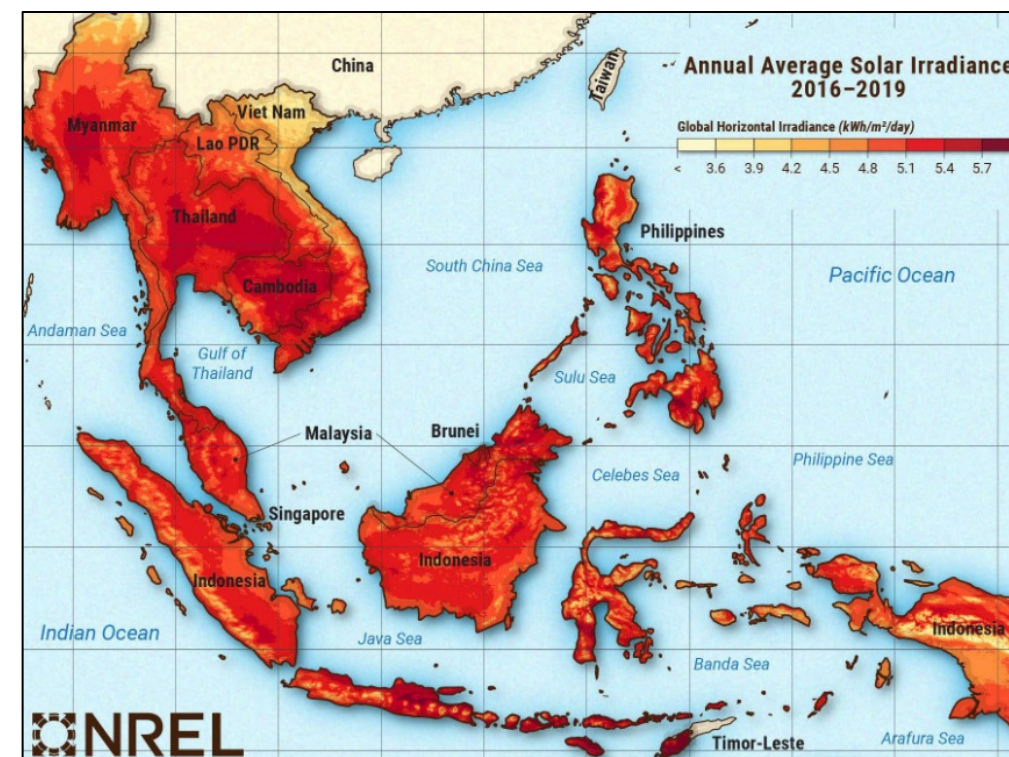 Annual Average Solar Irradiance
2016–2019
Global Horizontal Irradiance (kWh/m²/day)
< 3.6 3.9 4.2 4.5 4.8 5.1 5.4 5.7
China
Taiwan
Viet Nam
Myanmar
Lao PDR
Thailand
Philippines
South China Sea
Pacific Ocean
Cambodia
Andaman Sea
Gulf of
Thailand
Sulu Sea
Malaysia
Brunei
Philippine Sea
Celebes Sea
Singapore
Indonesia
Indonesia
Indian Ocean
Java Sea
Indonesia
Banda Sea
NREL
Timor-Leste
Arafura Sea